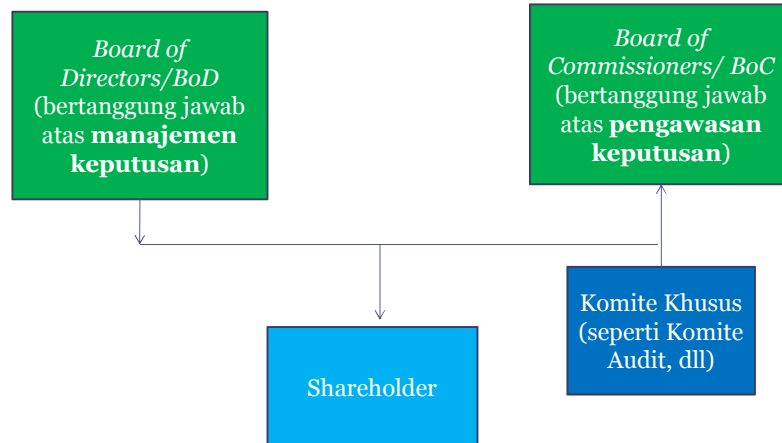 Board of
Directors/BoD
(bertanggung jawab
atas manajemen
keputusan)
Board of
Commissioners/ BoC
(bertanggung jawab
atas pengawasan
keputusan)
Komite Khusus
(seperti Komite
Audit, dll)
Shareholder